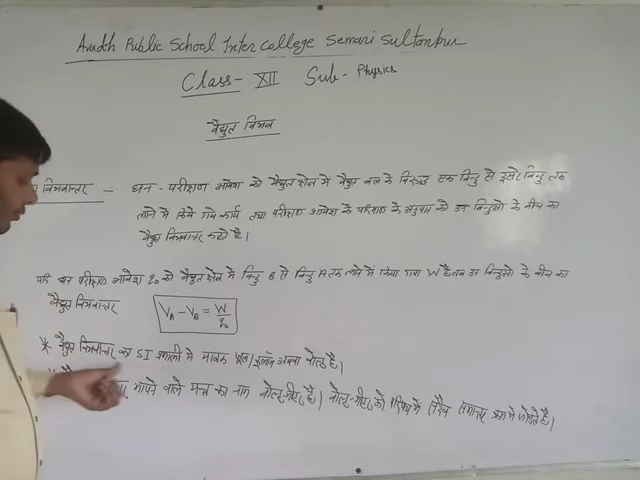 Avadh Public School Inter College Semari Sultanpur
Class- XII Sub- Physics
वैद्युत विभव
विभवान्तर - धन - परीक्षण आवेश को वैद्युत क्षेत्र में वैद्युत बल के विरुद्ध एक बिन्दु से दूसरे बिन्दु तक
लाने में किये गये कार्य तथा परीक्षण आवेश के परिमाण के अनुपात को उन बिन्दुओं के बीच का
वैद्युत विभवान्तर कहते है।
यदि धन परीक्षण आवेश q₀ को वैद्युत क्षेत्र में बिन्दु B से बिन्दु A तक लाने में किया गया W है तब उन बिन्दुओं के बीच का
वैद्युत विभवान्तर V_A - V_B = W/q₀
* वैद्युत विभवान्तर का SI प्रणाली में मात्रक जूल/कूलॉम अथवा वोल्ट है।
मापने वाले यन्त्र का नाम वोल्ट-मीटर है। वोल्ट-मीटर को परिपथ में सदैव समान्तर क्रम में जोड़ते है।